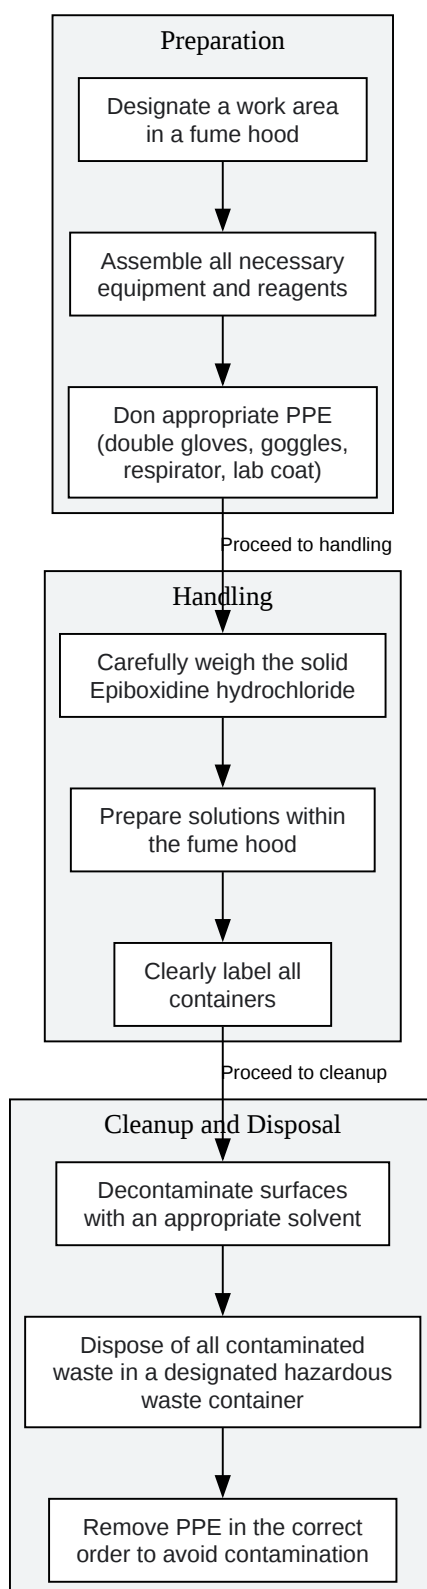 Preparation
Designate a work area
in a fume hood
Assemble all necessary
equipment and reagents
Don appropriate PPE
(double gloves, goggles,
respirator, lab coat)
Proceed to handling
Handling
Carefully weigh the solid
Epiboxidine hydrochloride
Prepare solutions within
the fume hood
Clearly label all
containers
Proceed to cleanup
Cleanup and Disposal
Decontaminate surfaces
with an appropriate solvent
Dispose of all contaminated
waste in a designated hazardous
waste container
Remove PPE in the correct
order to avoid contamination